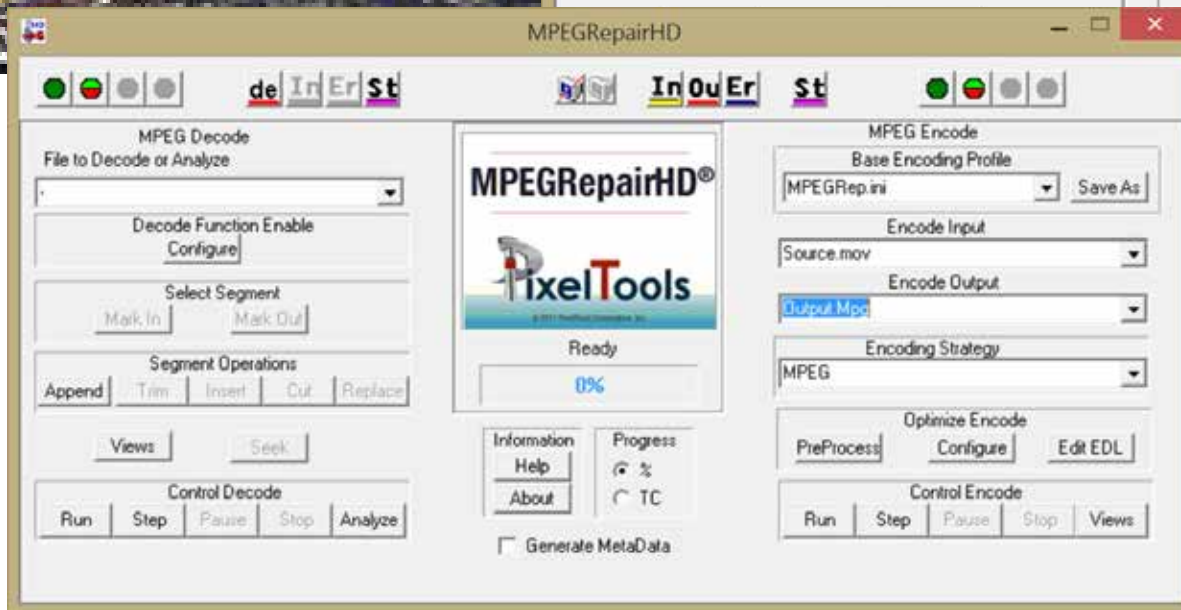 MPEGRepairHD
de In Er St
In Ou Er St
MPEG Decode
File to Decode or Analyze
.
Decode Function Enable
Configure
Select Segment
Mark In Mark Out
Segment Operations
Append Trim Insert Cut Replace
Views Seek
Control Decode
Run Step Pause Stop Analyze
MPEGRepairHD®
PixelTools
Ready
0%
Information
Help
About
Progress
%
TC
Generate MetaData
MPEG Encode
Base Encoding Profile
MPEGRep.ini Save As
Encode Input
Source.mov
Encode Output
Output.Mpg
Encoding Strategy
MPEG
Optimize Encode
PreProcess Configure Edit EDL
Control Encode
Run Step Pause Stop Views